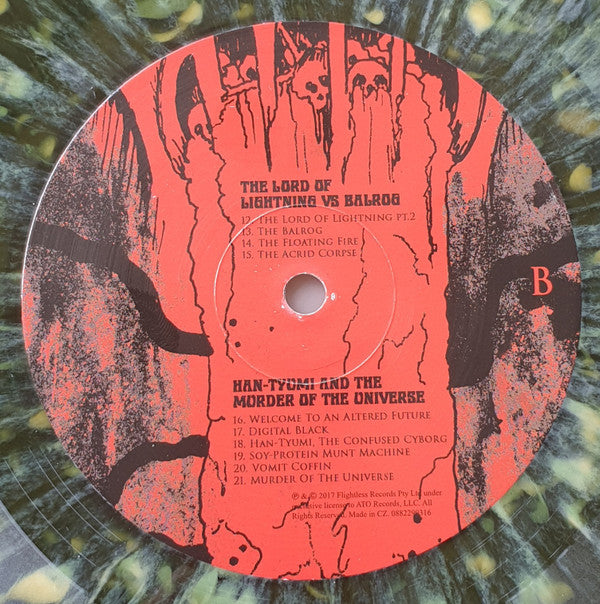 THE LORD OF
LIGHTNING VS BALROG
12. The Lord Of Lightning pt.2
13. The Balrog
14. The Floating Fire
15. The Acrid Corpse
B
HAN-TYUMI AND THE
MURDER OF THE UNIVERSE
16. Welcome To An Altered Future
17. Digital Black
18. Han-Tyumi, The Confused Cyborg
19. Soy-Protein Munt Machine
20. Vomit Coffin
21. Murder Of The Universe
℗ & © 2017 Flightless Records Pty Ltd under
exclusive license to ATO Records, LLC. All
Rights Reserved. Made in CZ. 0882299316